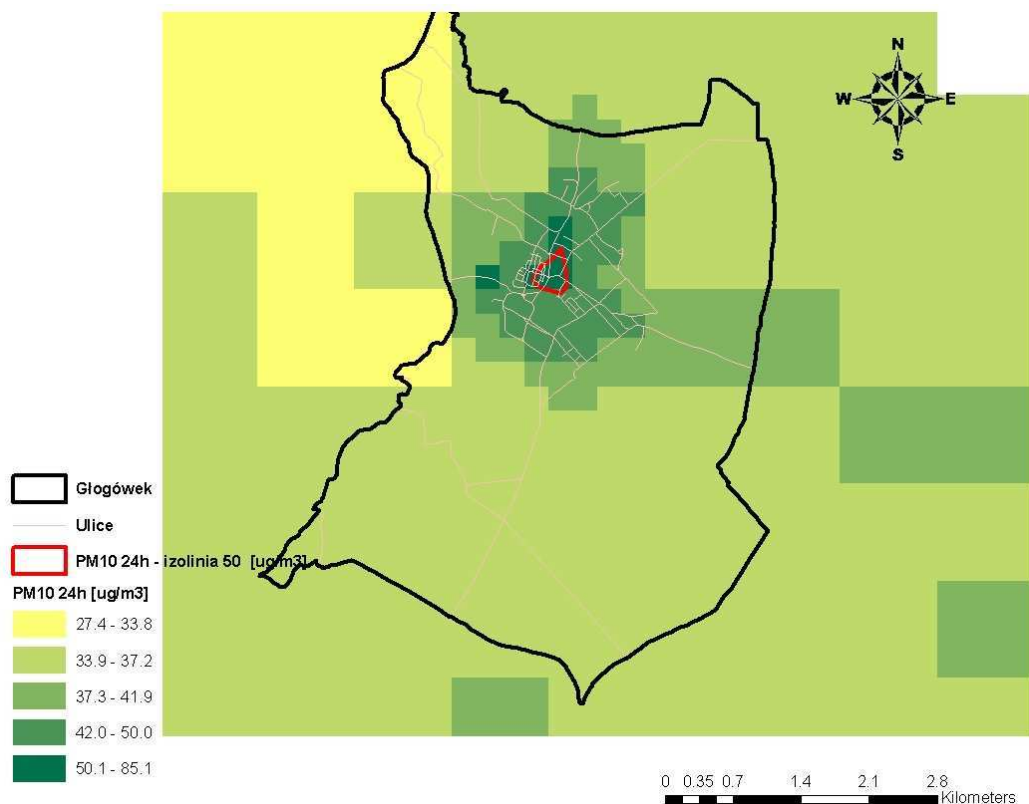 N
W E
S
Głogówek
Ulice
PM10 24h - izolinia 50 [ug/m3]
PM10 24h [ug/m3]
27.4 - 33.8
33.9 - 37.2
37.3 - 41.9
42.0 - 50.0
50.1 - 85.1
0 0.35 0.7 1.4 2.1 2.8
Kilometers